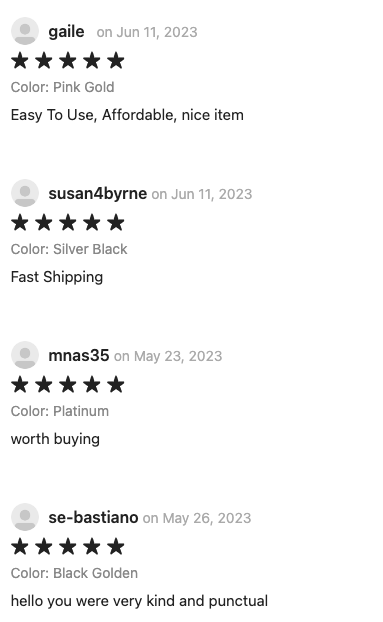 gaile on Jun 11, 2023
Color: Pink Gold
Easy To Use, Affordable, nice item
susan4byrne on Jun 11, 2023
Color: Silver Black
Fast Shipping
mnas35 on May 23, 2023
Color: Platinum
worth buying
se-bastiano on May 26, 2023
Color: Black Golden
hello you were very kind and punctual